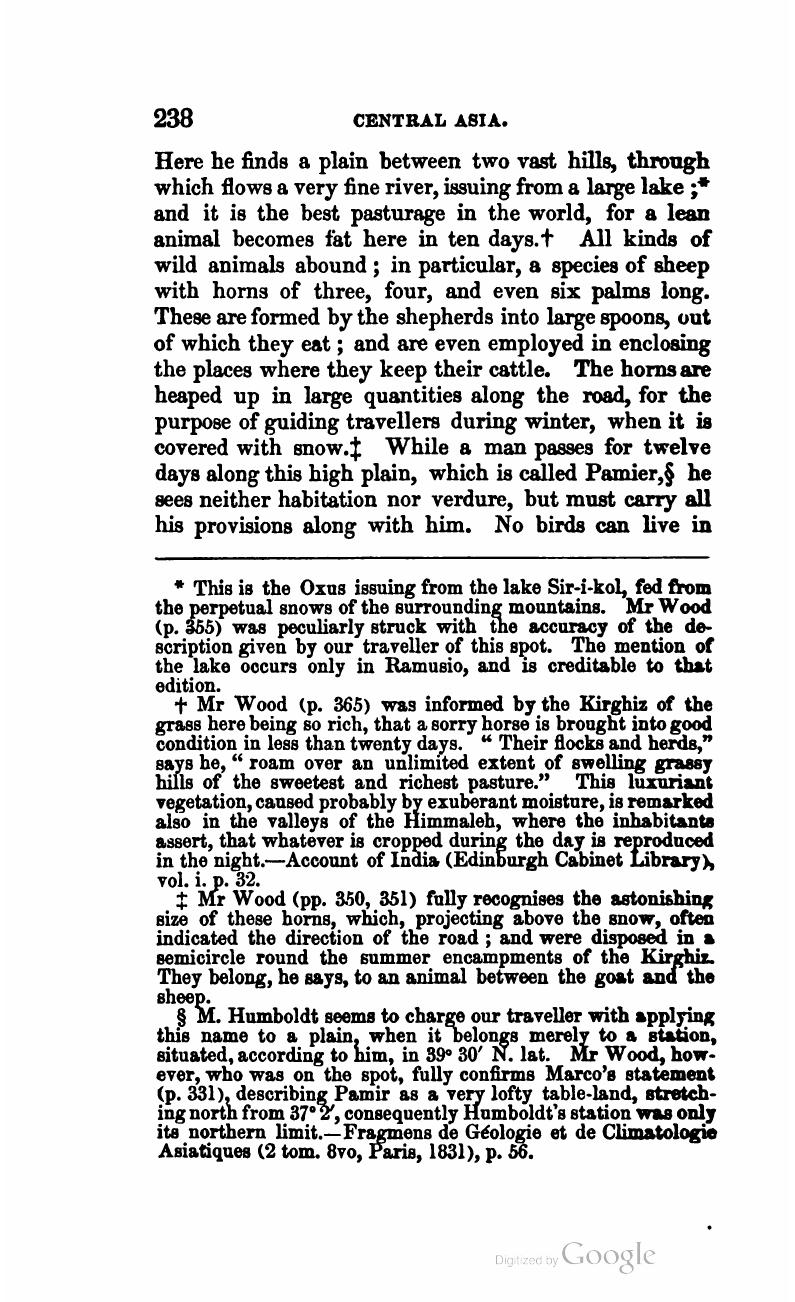 238 CENTRAL ASIA.
Here he finds a plain between two vast hills, through
which flows a very fine river, issuing from a large lake ;*
and it is the best pasturage in the world, for a lean
animal becomes fat here in ten days.† All kinds of
wild animals abound ; in particular, a species of sheep
with horns of three, four, and even six palms long.
These are formed by the shepherds into large spoons, out
of which they eat ; and are even employed in enclosing
the places where they keep their cattle. The horns are
heaped up in large quantities along the road, for the
purpose of guiding travellers during winter, when it is
covered with snow.‡ While a man passes for twelve
days along this high plain, which is called Pamier,§ he
sees neither habitation nor verdure, but must carry all
his provisions along with him. No birds can live in
* This is the Oxus issuing from the lake Sir-i-kol, fed from
the perpetual snows of the surrounding mountains. Mr Wood
(p. 355) was peculiarly struck with the accuracy of the de-
scription given by our traveller of this spot. The mention of
the lake occurs only in Ramusio, and is creditable to that
edition.
† Mr Wood (p. 365) was informed by the Kirghiz of the
grass here being so rich, that a sorry horse is brought into good
condition in less than twenty days. “ Their flocks and herds,”
says he, “ roam over an unlimited extent of swelling grassy
hills of the sweetest and richest pasture.” This luxuriant
vegetation, caused probably by exuberant moisture, is remarked
also in the valleys of the Himmaleh, where the inhabitants
assert, that whatever is cropped during the day is reproduced
in the night.—Account of India (Edinburgh Cabinet Library),
vol. i. p. 32.
‡ Mr Wood (pp. 350, 351) fully recognises the astonishing
size of these horns, which, projecting above the snow, often
indicated the direction of the road ; and were disposed in a
semicircle round the summer encampments of the Kirghiz.
They belong, he says, to an animal between the goat and the
sheep.
§ M. Humboldt seems to charge our traveller with applying
this name to a plain, when it belongs merely to a station,
situated, according to him, in 39° 30′ N. lat. Mr Wood, how-
ever, who was on the spot, fully confirms Marco's statement
(p. 331), describing Pamir as a very lofty table-land, stretch-
ing north from 37° 2′, consequently Humboldt's station was only
its northern limit.—Fragmens de Géologie et de Climatologie
Asiatiques (2 tom. 8vo, Paris, 1831), p. 56.
Digitized by Google